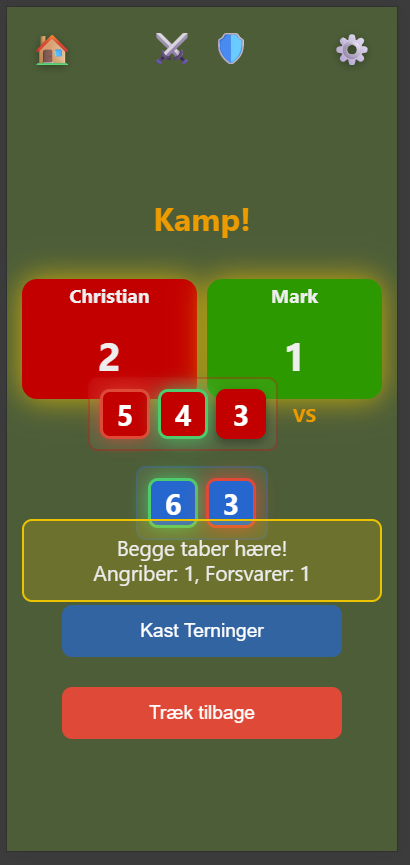 Kamp!
Christian
Mark
2
1
5
4
3
VS
6
3
Begge taber hære!
Angriber: 1, Forsvarer: 1
Kast Terninger
Træk tilbage